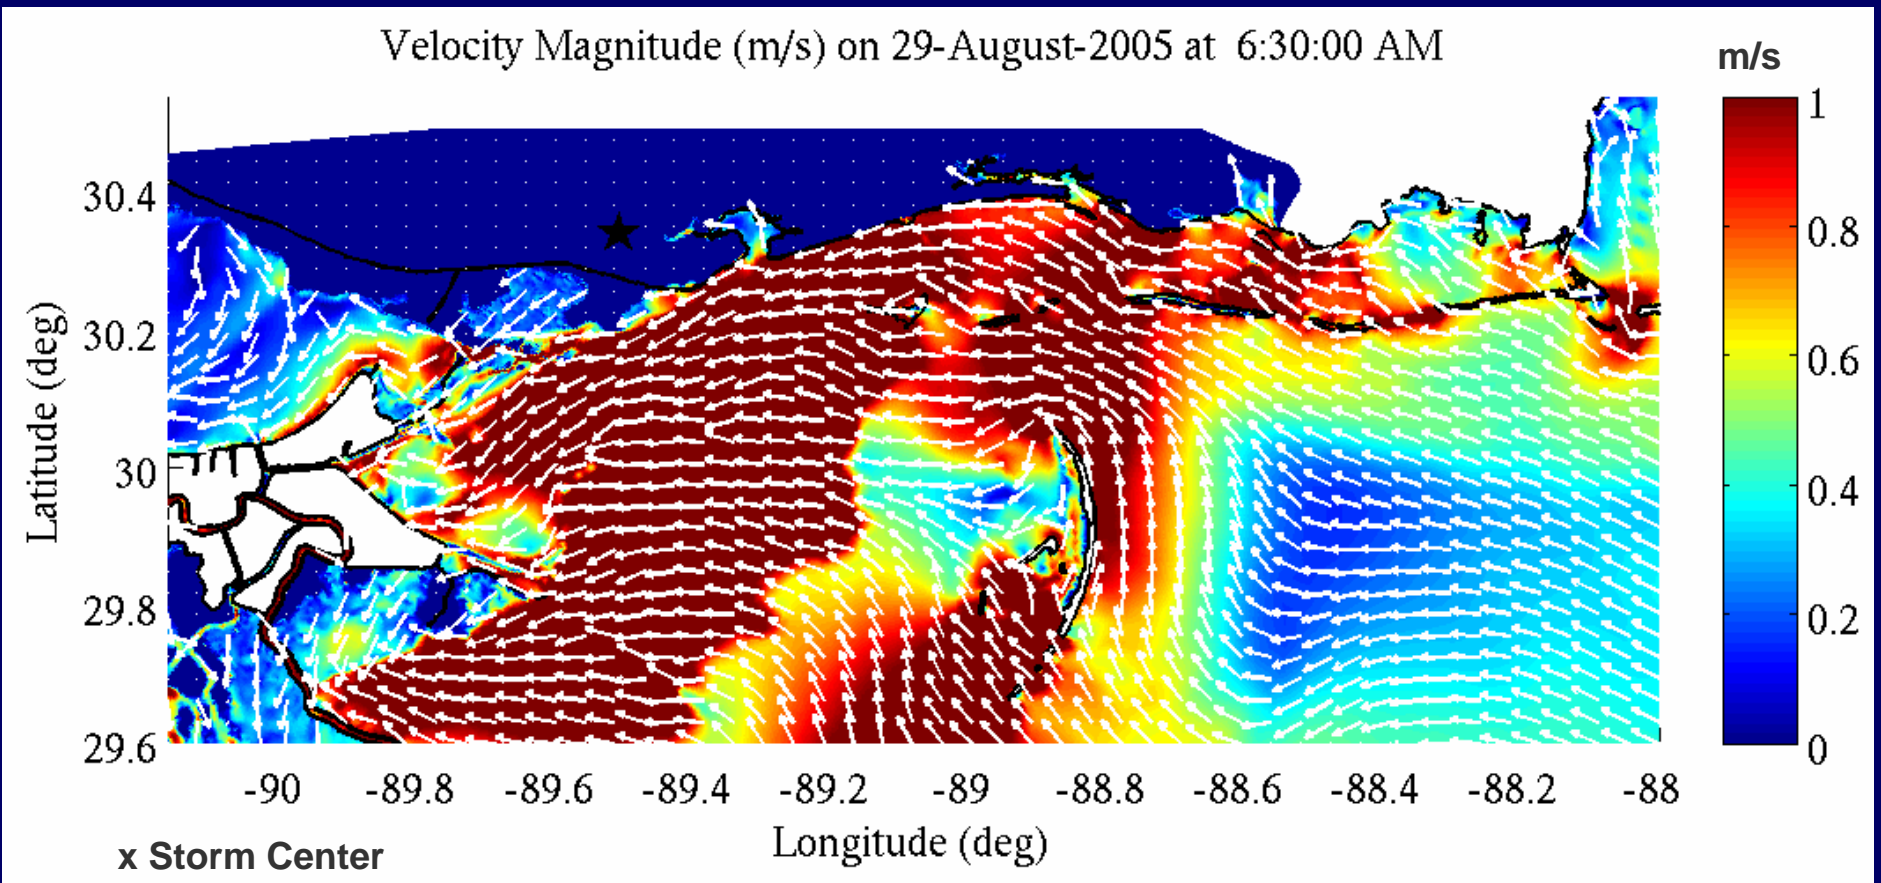 Velocity Magnitude (m/s) on 29-August-2005 at 6:30:00 AM
m/s
1
0.8
0.6
0.4
0.2
0
30.4
30.2
30
29.8
29.6
Latitude (deg)
-90 -89.8 -89.6 -89.4 -89.2 -89 -88.8 -88.6 -88.4 -88.2 -88
Longitude (deg)
x Storm Center